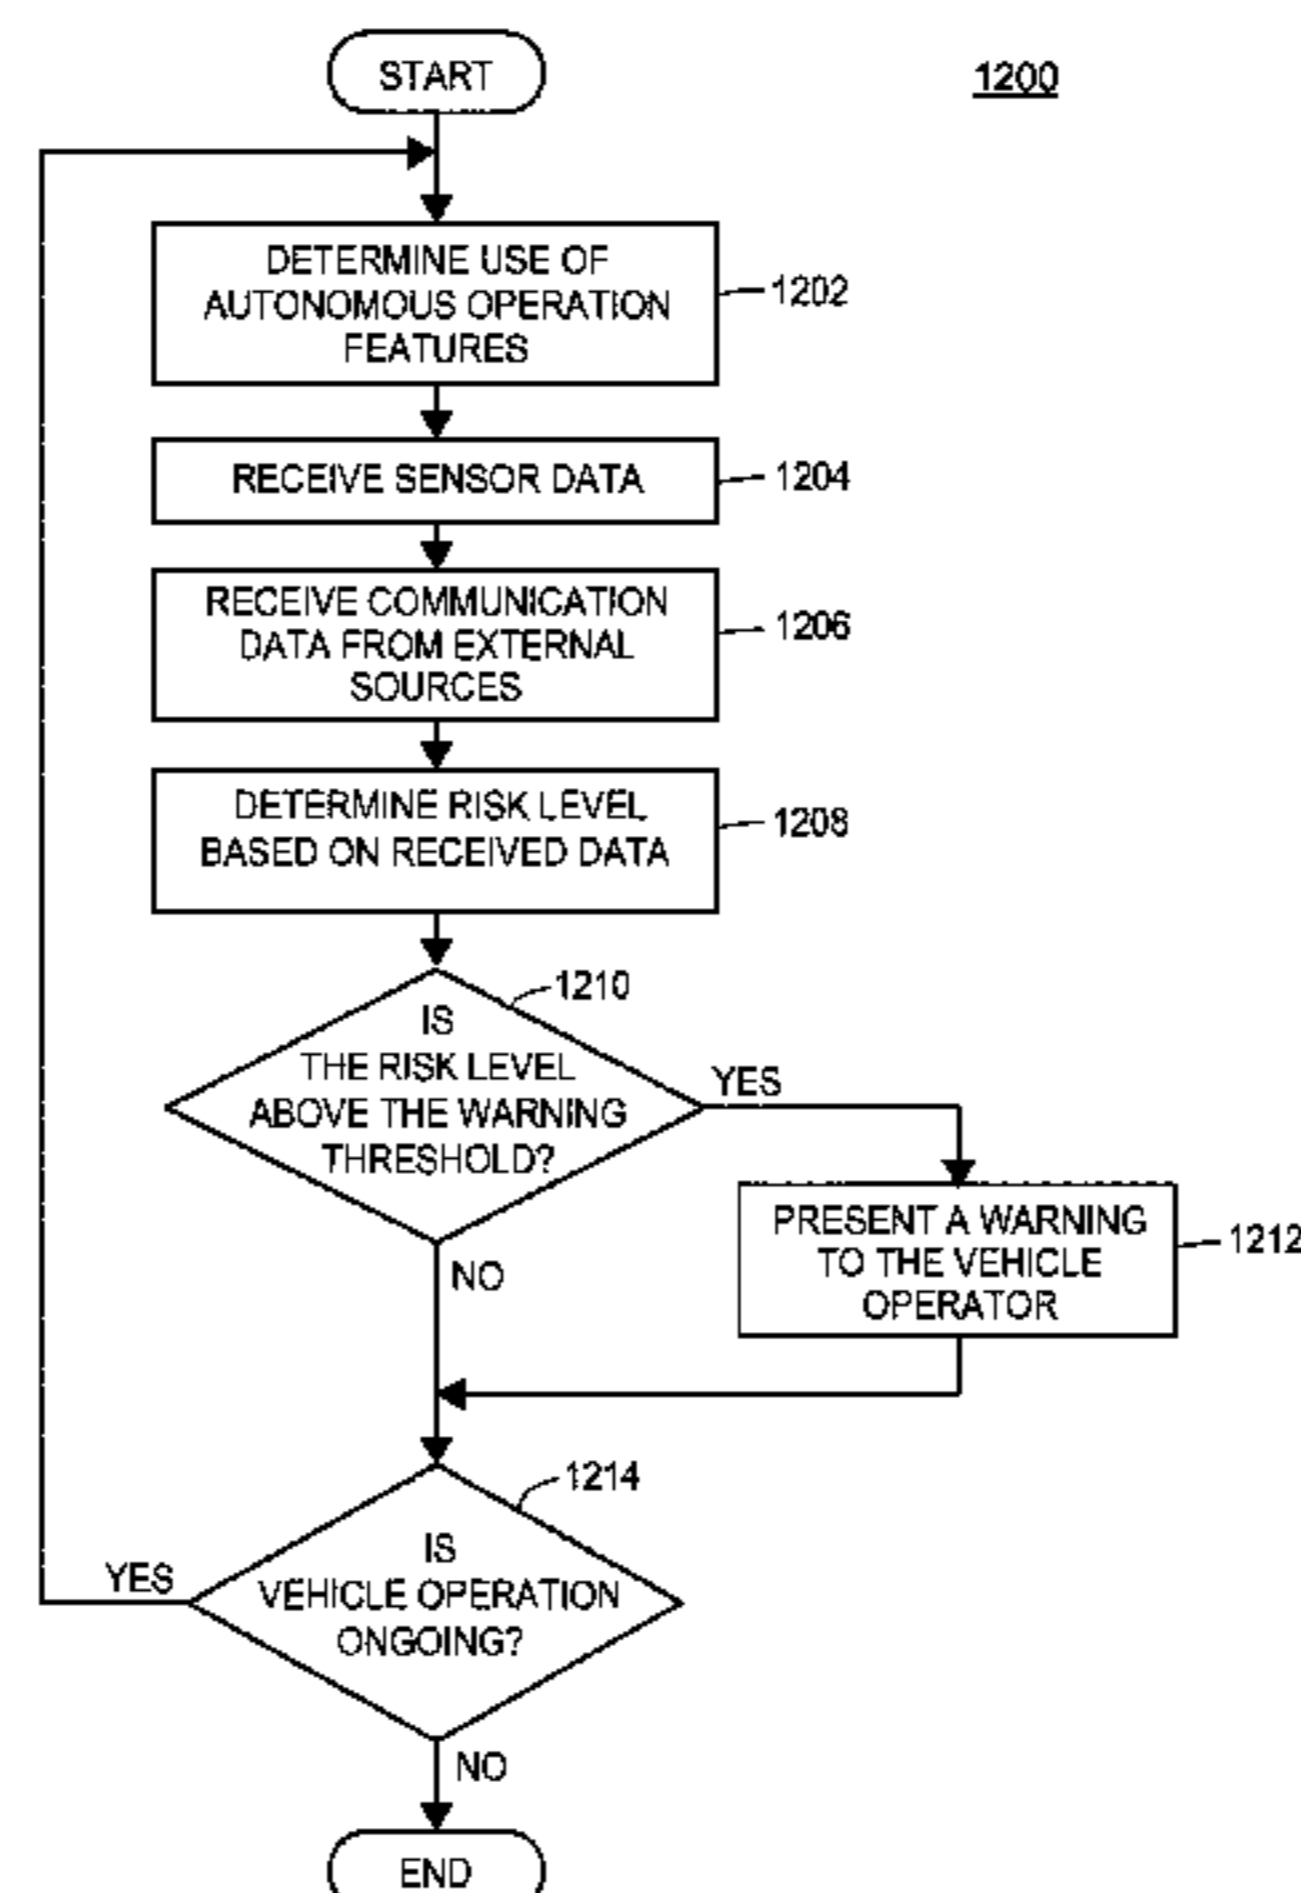 START
1200
DETERMINE USE OF
AUTONOMOUS OPERATION
FEATURES
1202
RECEIVE SENSOR DATA
1204
RECEIVE COMMUNICATION
DATA FROM EXTERNAL
SOURCES
1206
DETERMINE RISK LEVEL
BASED ON RECEIVED DATA
1208
1210
IS
THE RISK LEVEL
ABOVE THE WARNING
THRESHOLD?
YES
PRESENT A WARNING
TO THE VEHICLE
OPERATOR
1212
NO
1214
IS
VEHICLE OPERATION
ONGOING?
YES
NO
END